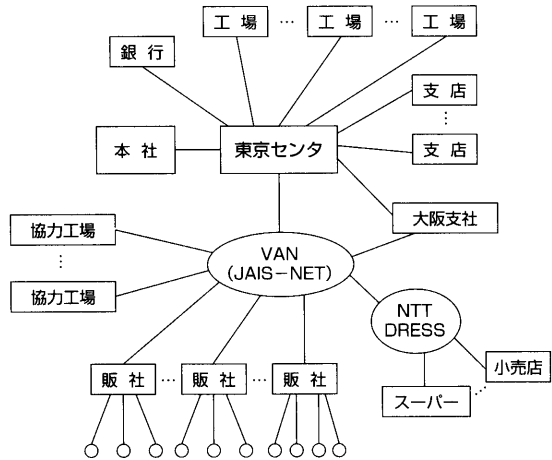 工場 … 工場 … 工場
銀行
支店
⋮
本社
東京センタ
支店
大阪支社
協力工場
⋮
VAN
(JAIS-NET)
協力工場
NTT
DRESS
販社 … 販社 … 販社
小売店
スーパー